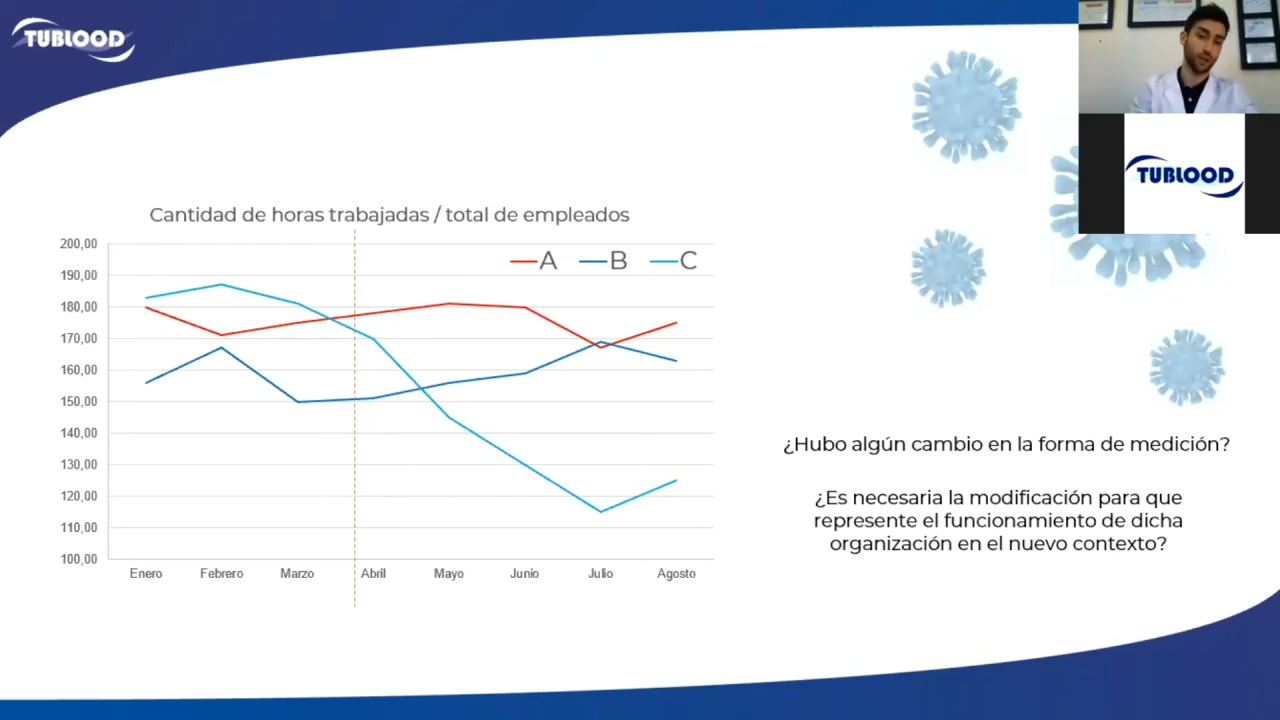 TUBLOOD
TUBLOOD
Cantidad de horas trabajadas / total de empleados
A B C
200,00
190,00
180,00
170,00
160,00
150,00
140,00
130,00
120,00
110,00
100,00
Enero Febrero Marzo Abril Mayo Junio Julio Agosto
¿Hubo algún cambio en la forma de medición?
¿Es necesaria la modificación para que
represente el funcionamiento de dicha
organización en el nuevo contexto?